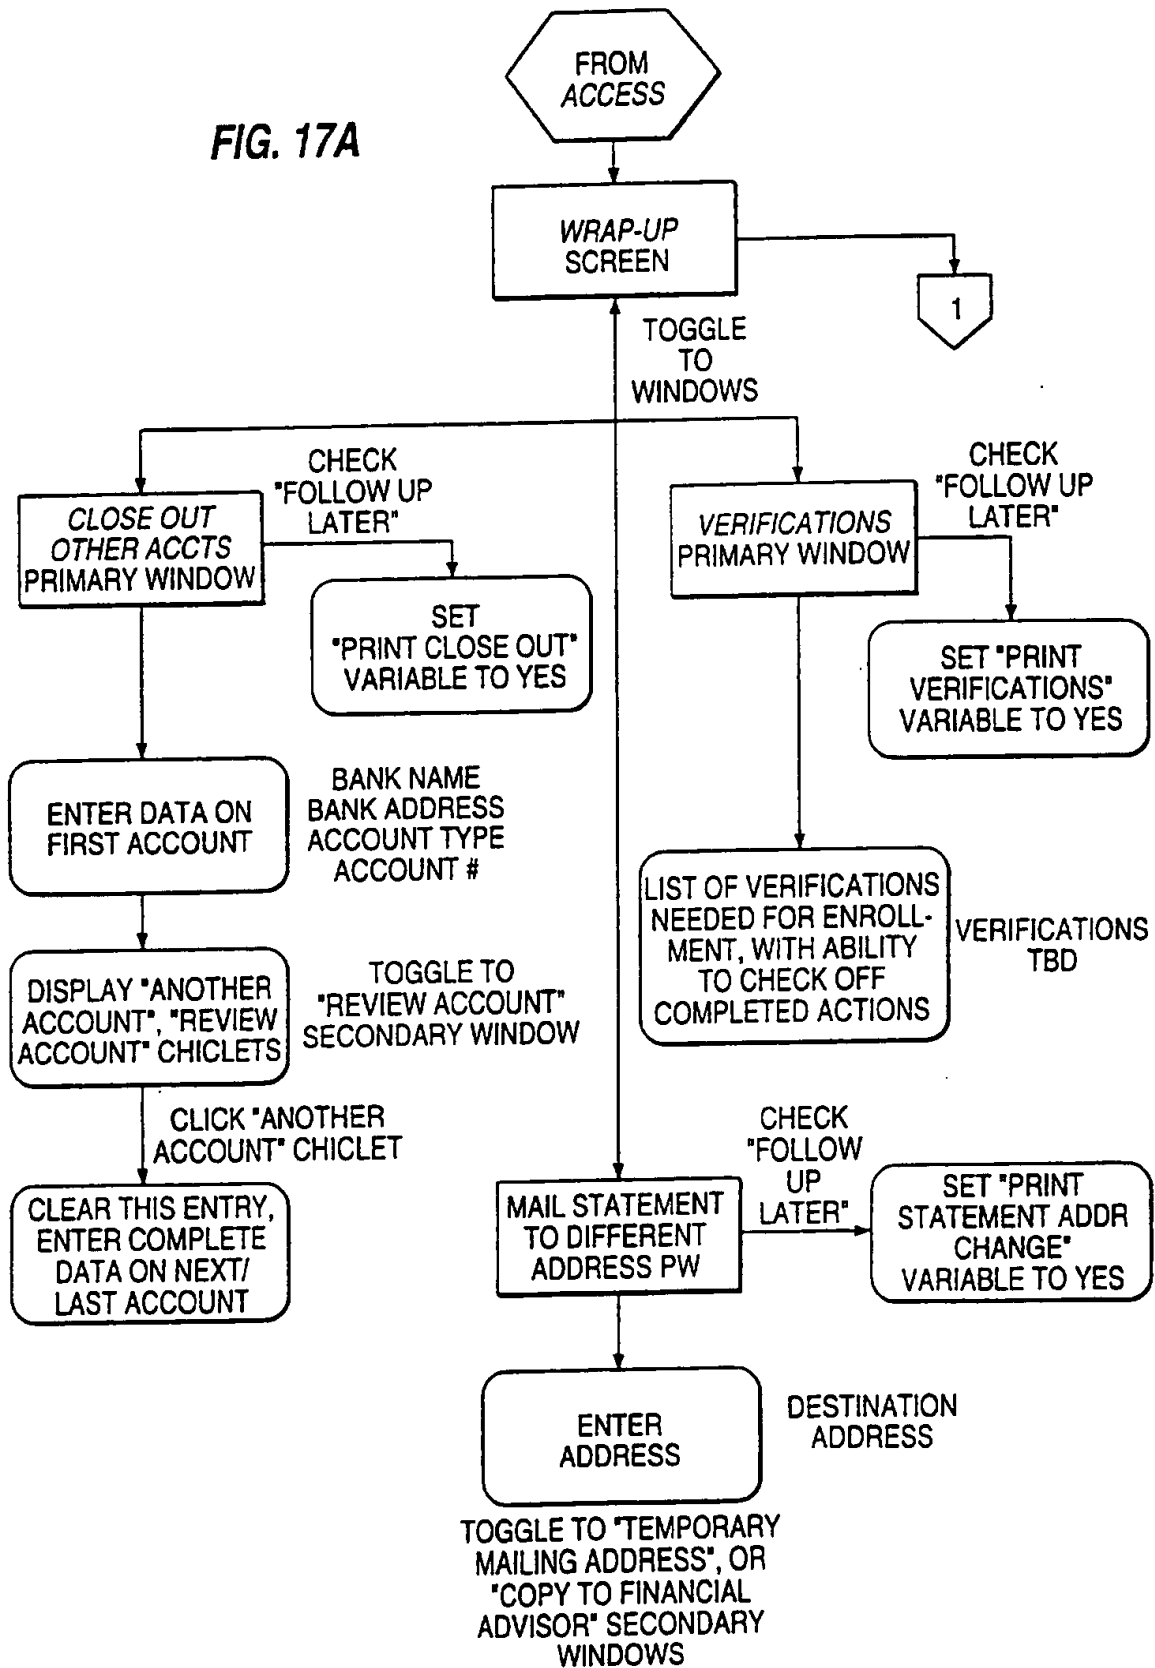 FROM
ACCESS
FIG. 17A
WRAP-UP
SCREEN
1
TOGGLE
TO
WINDOWS
CHECK
"FOLLOW UP
LATER"
CLOSE OUT
OTHER ACCTS
PRIMARY WINDOW
SET
"PRINT CLOSE OUT"
VARIABLE TO YES
CHECK
"FOLLOW UP
LATER"
VERIFICATIONS
PRIMARY WINDOW
SET "PRINT
VERIFICATIONS"
VARIABLE TO YES
ENTER DATA ON
FIRST ACCOUNT
BANK NAME
BANK ADDRESS
ACCOUNT TYPE
ACCOUNT #
LIST OF VERIFICATIONS
NEEDED FOR ENROLL-
MENT, WITH ABILITY
TO CHECK OFF
COMPLETED ACTIONS
VERIFICATIONS
TBD
DISPLAY "ANOTHER
ACCOUNT", "REVIEW
ACCOUNT" CHICLETS
TOGGLE TO
"REVIEW ACCOUNT"
SECONDARY WINDOW
CLICK "ANOTHER
ACCOUNT" CHICLET
CLEAR THIS ENTRY,
ENTER COMPLETE
DATA ON NEXT/
LAST ACCOUNT
MAIL STATEMENT
TO DIFFERENT
ADDRESS PW
CHECK
"FOLLOW
UP
LATER"
SET "PRINT
STATEMENT ADDR
CHANGE"
VARIABLE TO YES
ENTER
ADDRESS
DESTINATION
ADDRESS
TOGGLE TO "TEMPORARY
MAILING ADDRESS", OR
"COPY TO FINANCIAL
ADVISOR" SECONDARY
WINDOWS